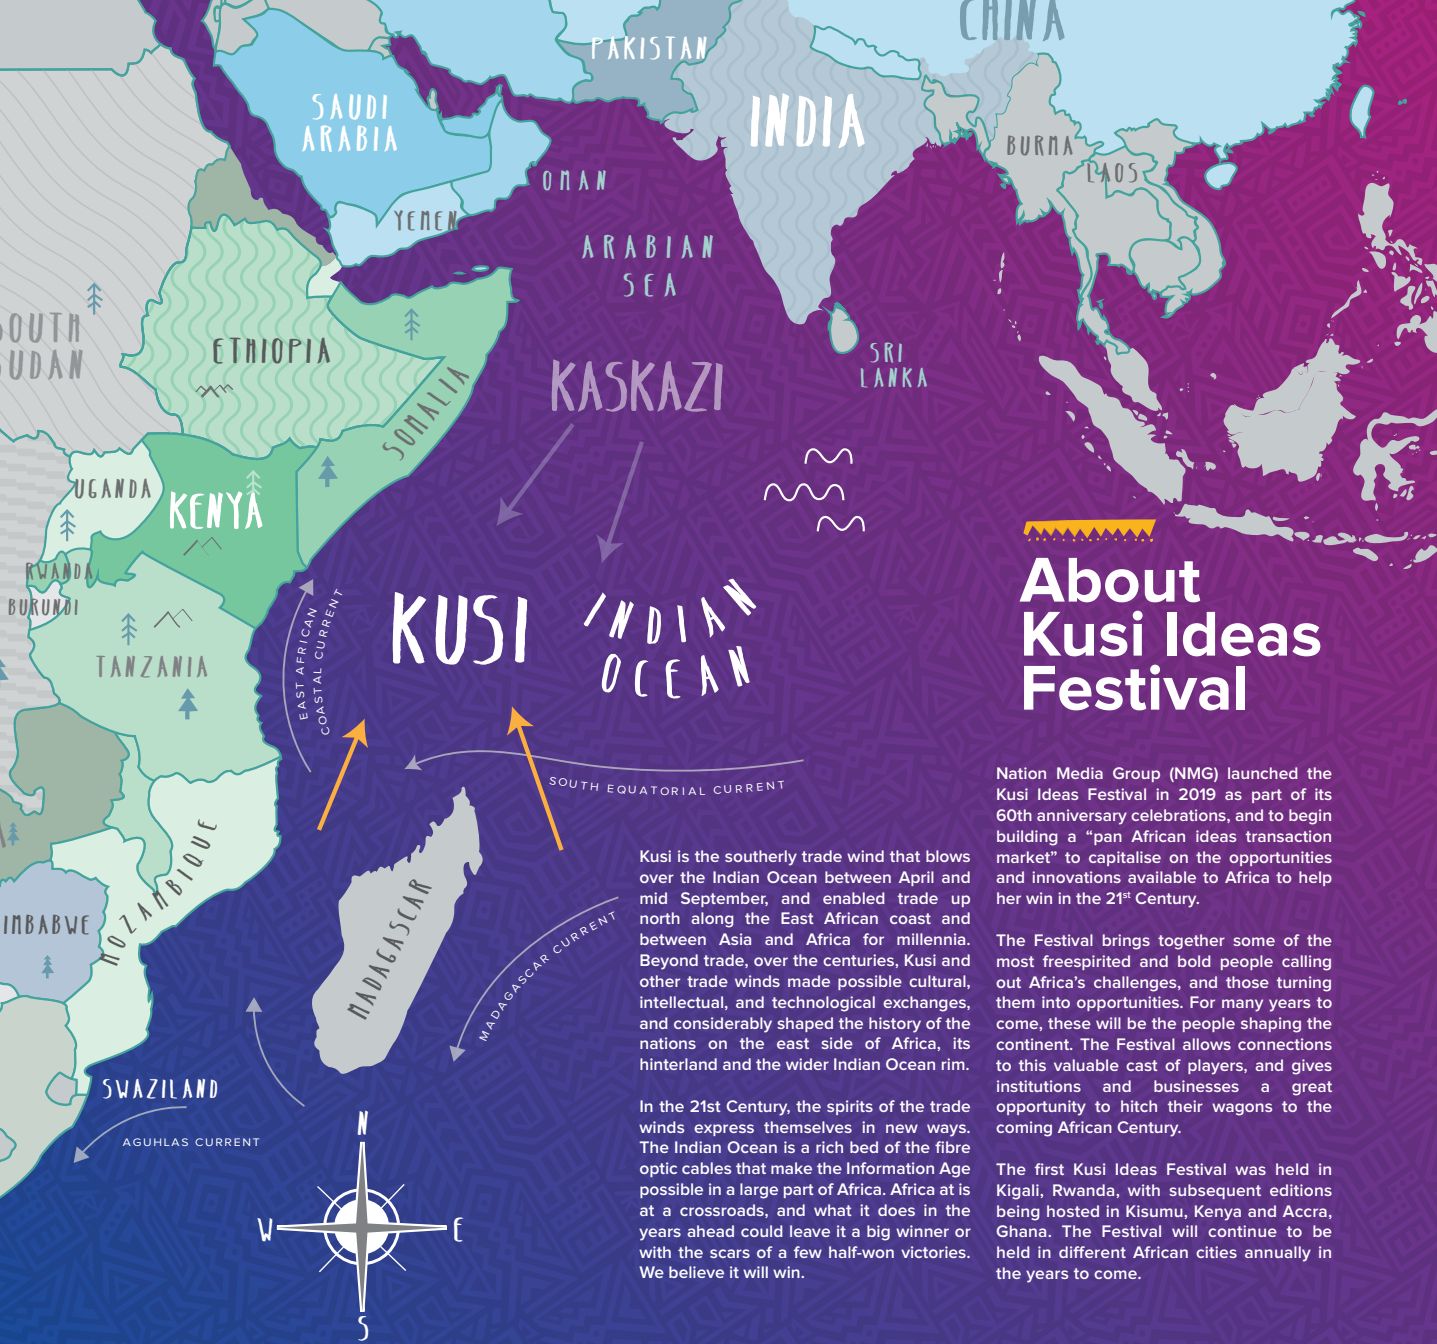 CHINA
PAKISTAN
SAUDI
ARABIA
INDIA
BURMA
LAOS
OMAN
YEMEN
ARABIAN
SEA
OUTH
UDAN
ETHIOPIA
SOMALIA
KASKAZI
SRI
LANKA
UGANDA
KENYA
RWANDA
BURUNDI
TANZANIA
EAST AFRICAN
COASTAL CURRENT
KUSI
INDIAN
OCEAN
SOUTH EQUATORIAL CURRENT
MOZAMBIQUE
IMBABWE
MADAGASCAR
MADAGASCAR CURRENT
SWAZILAND
AGUHLAS CURRENT
N
W
E
S
Kusi is the southerly trade wind that blows
over the Indian Ocean between April and
mid September, and enabled trade up
north along the East African coast and
between Asia and Africa for millennia.
Beyond trade, over the centuries, Kusi and
other trade winds made possible cultural,
intellectual, and technological exchanges,
and considerably shaped the history of the
nations on the east side of Africa, its
hinterland and the wider Indian Ocean rim.
In the 21st Century, the spirits of the trade
winds express themselves in new ways.
The Indian Ocean is a rich bed of the fibre
optic cables that make the Information Age
possible in a large part of Africa. Africa at is
at a crossroads, and what it does in the
years ahead could leave it a big winner or
with the scars of a few half-won victories.
We believe it will win.
About
Kusi Ideas
Festival
Nation Media Group (NMG) launched the
Kusi Ideas Festival in 2019 as part of its
60th anniversary celebrations, and to begin
building a “pan African ideas transaction
market” to capitalise on the opportunities
and innovations available to Africa to help
her win in the 21st Century.
The Festival brings together some of the
most freespirited and bold people calling
out Africa’s challenges, and those turning
them into opportunities. For many years to
come, these will be the people shaping the
continent. The Festival allows connections
to this valuable cast of players, and gives
institutions and businesses a great
opportunity to hitch their wagons to the
coming African Century.
The first Kusi Ideas Festival was held in
Kigali, Rwanda, with subsequent editions
being hosted in Kisumu, Kenya and Accra,
Ghana. The Festival will continue to be
held in different African cities annually in
the years to come.